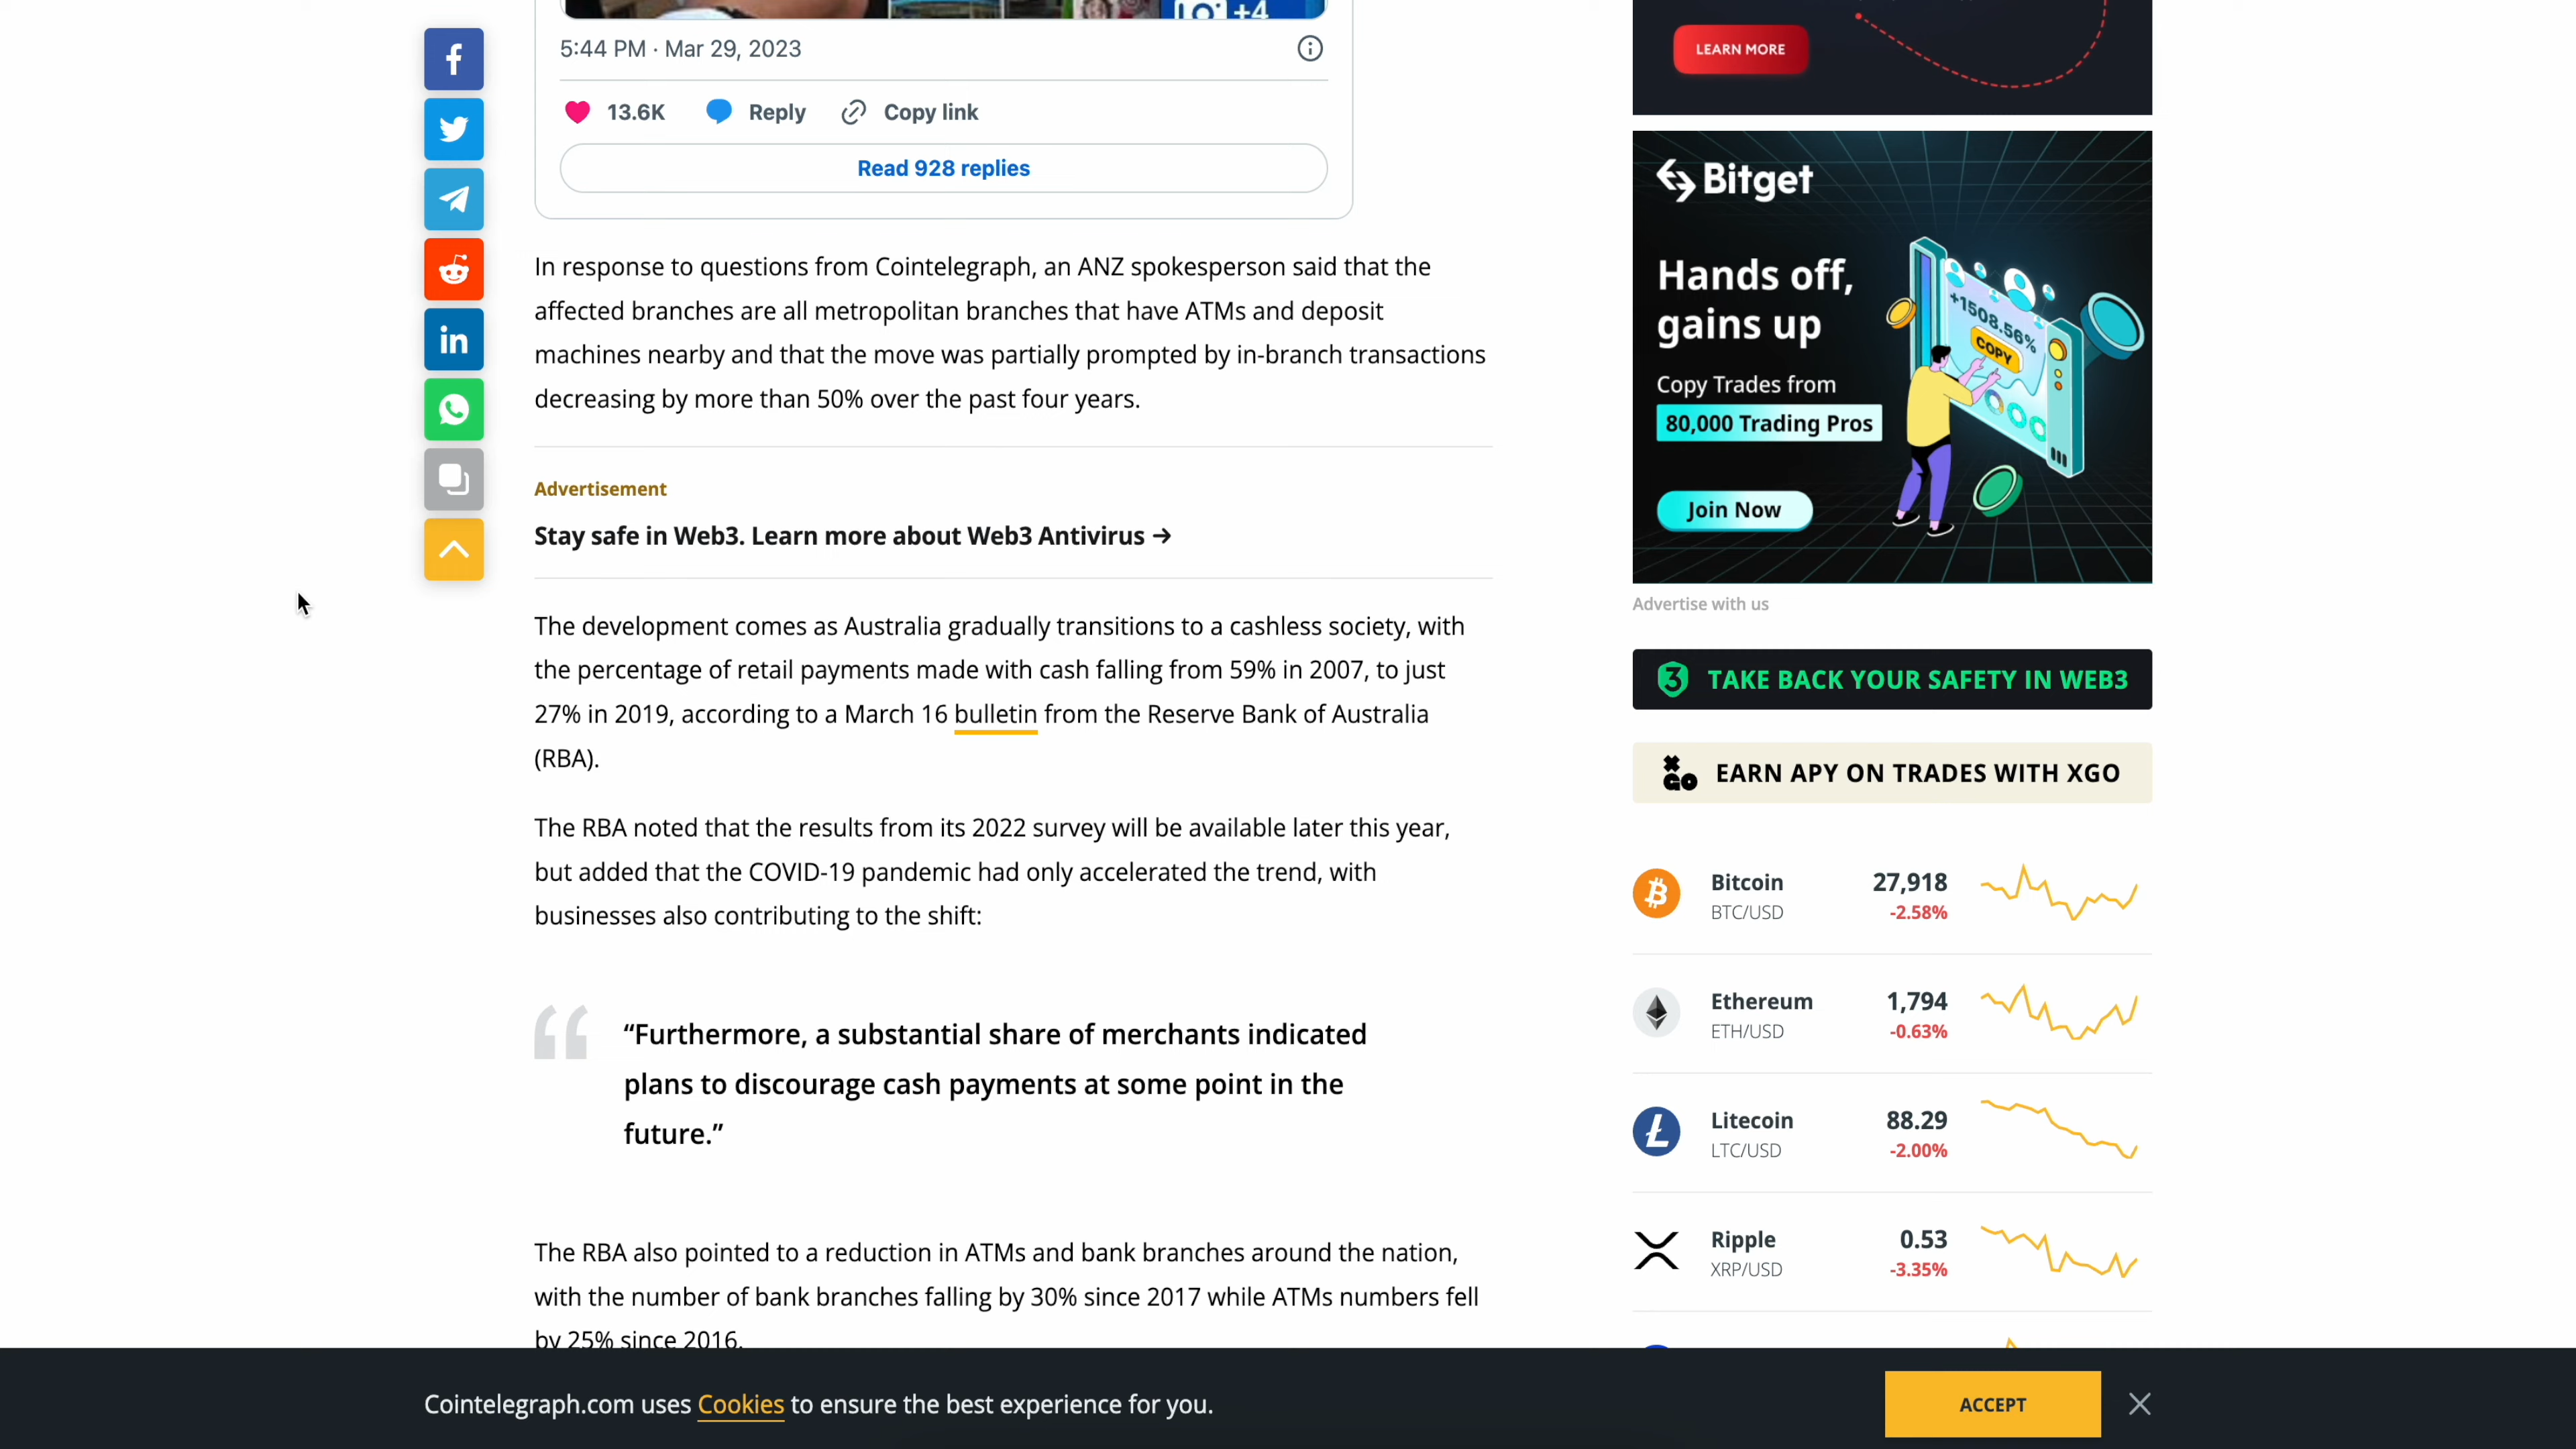 +4
5:44 PM · Mar 29, 2023
13.6K Reply Copy link
Read 928 replies
In response to questions from Cointelegraph, an ANZ spokesperson said that the
affected branches are all metropolitan branches that have ATMs and deposit
machines nearby and that the move was partially prompted by in-branch transactions
decreasing by more than 50% over the past four years.
Advertisement
Stay safe in Web3. Learn more about Web3 Antivirus →
The development comes as Australia gradually transitions to a cashless society, with
the percentage of retail payments made with cash falling from 59% in 2007, to just
27% in 2019, according to a March 16 bulletin from the Reserve Bank of Australia
(RBA).
The RBA noted that the results from its 2022 survey will be available later this year,
but added that the COVID-19 pandemic had only accelerated the trend, with
businesses also contributing to the shift:
“Furthermore, a substantial share of merchants indicated
plans to discourage cash payments at some point in the
future.”
The RBA also pointed to a reduction in ATMs and bank branches around the nation,
with the number of bank branches falling by 30% since 2017 while ATMs numbers fell
by 25% since 2016.
LEARN MORE
Bitget
Hands off,
gains up
Copy Trades from
80,000 Trading Pros
Join Now
+1508.56%
COPY
Advertise with us
TAKE BACK YOUR SAFETY IN WEB3
XGO EARN APY ON TRADES WITH XGO
Bitcoin 27,918
BTC/USD -2.58%
Ethereum 1,794
ETH/USD -0.63%
Litecoin 88.29
LTC/USD -2.00%
Ripple 0.53
XRP/USD -3.35%
Cointelegraph.com uses Cookies to ensure the best experience for you.
ACCEPT